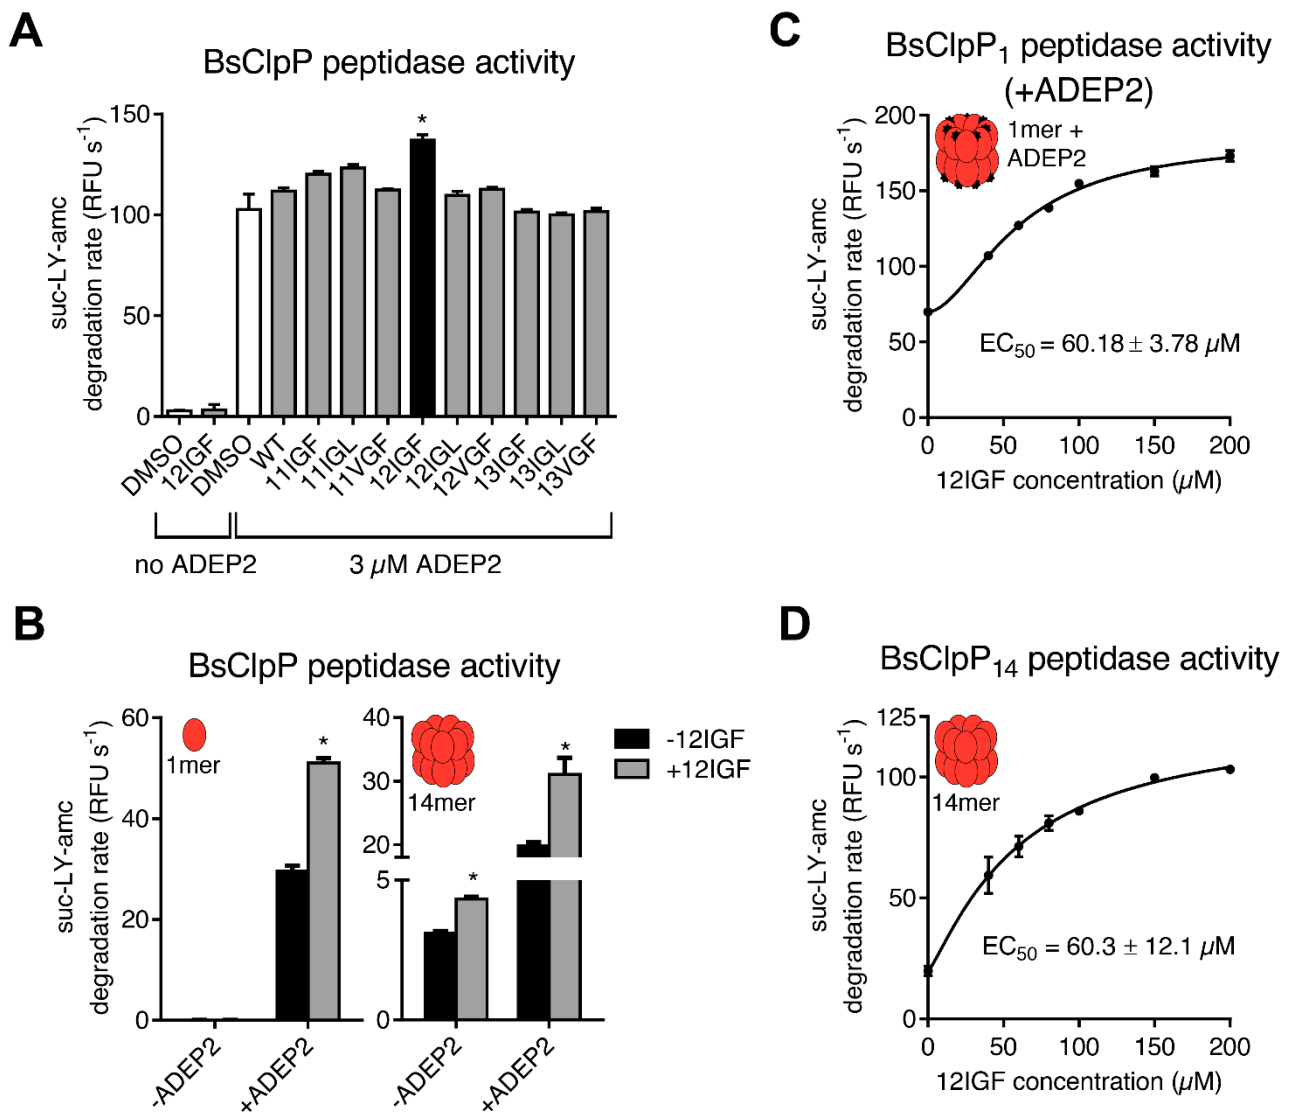 A
BsClpP peptidase activity
suc-LY-amc
degradation rate (RFU s-1)
150
100
50
0
*
DMSO
12IGF
DMSO
WT
11IGF
11IGL
11VGF
12IGF
12IGL
12VGF
13IGF
13IGL
13VGF
no ADEP2
3 µM ADEP2
B
BsClpP peptidase activity
suc-LY-amc
degradation rate (RFU s-1)
60
40
20
0
1mer
*
-ADEP2
+ADEP2
40
30
20
5
0
14mer
*
*
-ADEP2
+ADEP2
-12IGF
+12IGF
C
BsClpP1 peptidase activity
(+ADEP2)
suc-LY-amc
degradation rate (RFU s-1)
200
150
100
50
0
1mer +
ADEP2
EC50 = 60.18 ± 3.78 µM
0 50 100 150 200
12IGF concentration (µM)
D
BsClpP14 peptidase activity
suc-LY-amc
degradation rate (RFU s-1)
125
100
50
0
14mer
EC50 = 60.3 ± 12.1 µM
0 50 100 150 200
12IGF concentration (µM)